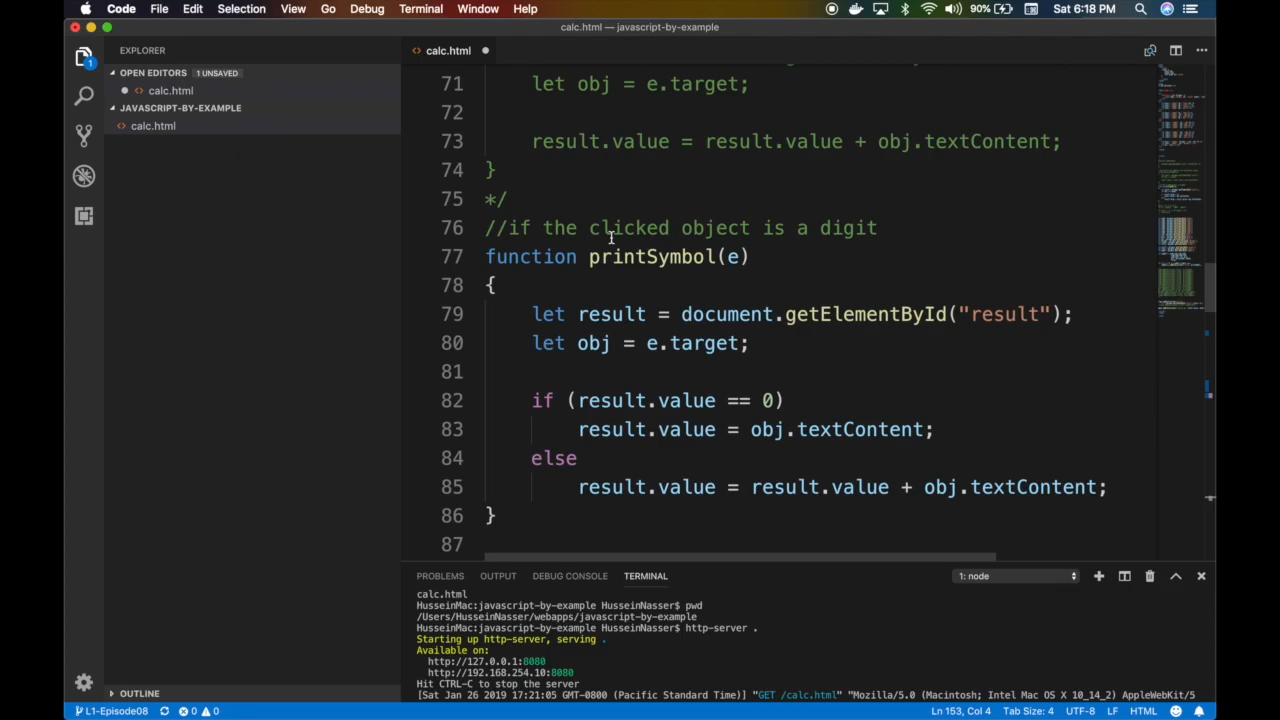 Code File Edit Selection View Go Debug Terminal Window Help 90% Sat 6:18 PM
calc.html — javascript-by-example
EXPLORER
1
OPEN EDITORS 1 UNSAVED
calc.html
JAVASCRIPT-BY-EXAMPLE
calc.html
OUTLINE
calc.html
71 let obj = e.target;
72
73 result.value = result.value + obj.textContent;
74 }
75 */
76 //if the clicked object is a digit
77 function printSymbol(e)
78 {
79 let result = document.getElementById("result");
80 let obj = e.target;
81
82 if (result.value == 0)
83 result.value = obj.textContent;
84 else
85 result.value = result.value + obj.textContent;
86 }
87
PROBLEMS OUTPUT DEBUG CONSOLE TERMINAL 1: node
calc.html
HusseinMac:javascript-by-example HusseinNasser$ pwd
/Users/HusseinNasser/webapps/javascript-by-example
HusseinMac:javascript-by-example HusseinNasser$ http-server .
Starting up http-server, serving .
Available on:
http://127.0.0.1:8080
http://192.168.254.10:8080
Hit CTRL-C to stop the server
[Sat Jan 26 2019 17:21:05 GMT-0800 (Pacific Standard Time)] "GET /calc.html" "Mozilla/5.0 (Macintosh; Intel Mac OS X 10_14_2) AppleWebKit/5
L1-Episode08 0 0 Ln 153, Col 4 Tab Size: 4 UTF-8 LF HTML